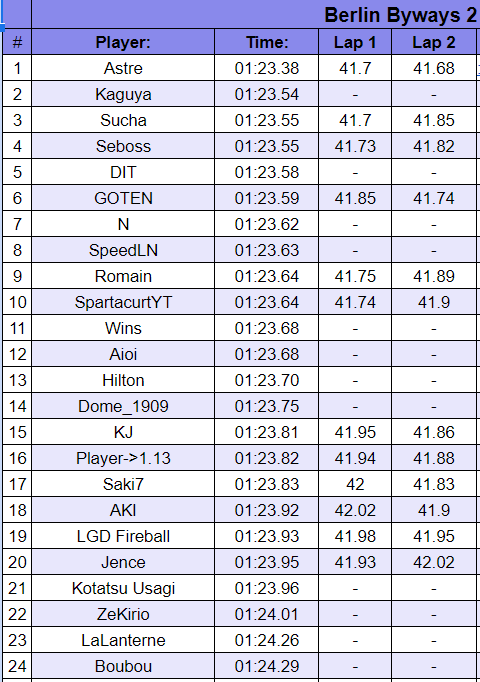 Berlin Byways 2
# Player: Time: Lap 1 Lap 2
1 Astre 01:23.38 41.7 41.68
2 Kaguya 01:23.54 - -
3 Sucha 01:23.55 41.7 41.85
4 Seboss 01:23.55 41.73 41.82
5 DIT 01:23.58 - -
6 GOTEN 01:23.59 41.85 41.74
7 N 01:23.62 - -
8 SpeedLN 01:23.63 - -
9 Romain 01:23.64 41.75 41.89
10 SpartacurtYT 01:23.64 41.74 41.9
11 Wins 01:23.68 - -
12 Aioi 01:23.68 - -
13 Hilton 01:23.70 - -
14 Dome_1909 01:23.75 - -
15 KJ 01:23.81 41.95 41.86
16 Player->1.13 01:23.82 41.94 41.88
17 Saki7 01:23.83 42 41.83
18 AKI 01:23.92 42.02 41.9
19 LGD Fireball 01:23.93 41.98 41.95
20 Jence 01:23.95 41.93 42.02
21 Kotatsu Usagi 01:23.96 - -
22 ZeKirio 01:24.01 - -
23 LaLanterne 01:24.26 - -
24 Boubou 01:24.29 - -